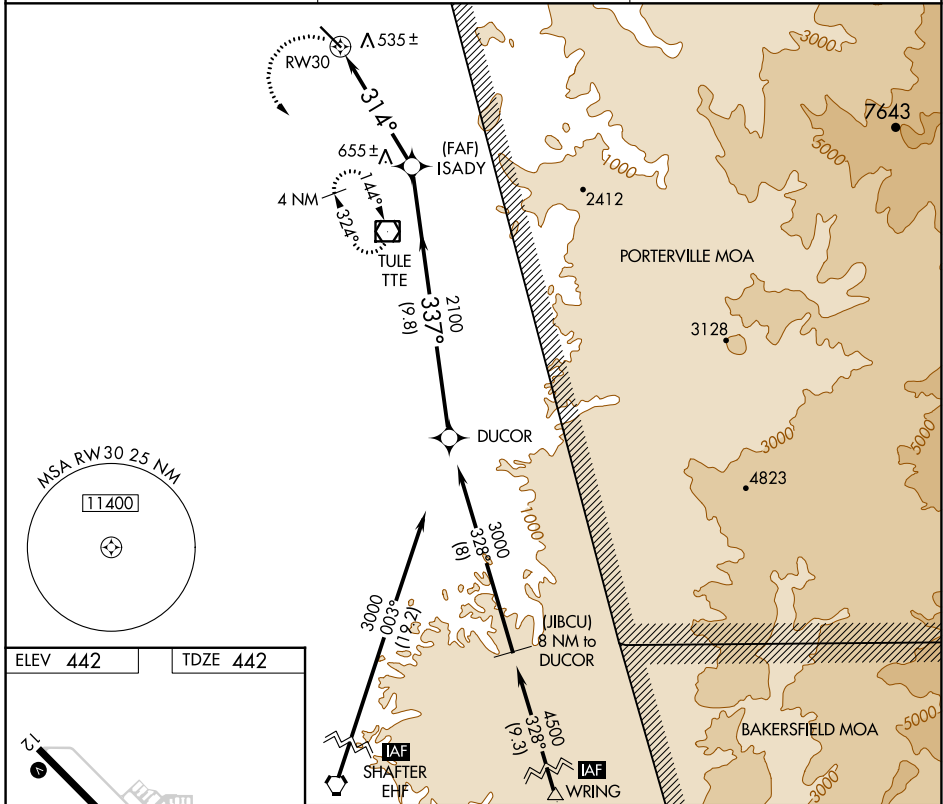 RW30
535 ±
3000
7643
314°
(FAF)
ISADY
655 ±
5000
1000
144°
4 NM
324°
2412
TULE
TTE
PORTERVILLE MOA
2100
337°
(9.8)
3128
DUCOR
3000
5000
MSA RW30 25 NM
11400
4823
1000
3000
328°
(8)
3000
003°
(19.2)
(JIBCU)
8 NM to
DUCOR
ELEV 442
TDZE 442
4500
328°
(9.3)
BAKERSFIELD MOA
5000
12
V
IAF
SHAFTER
EHF
IAF
WRING
3000